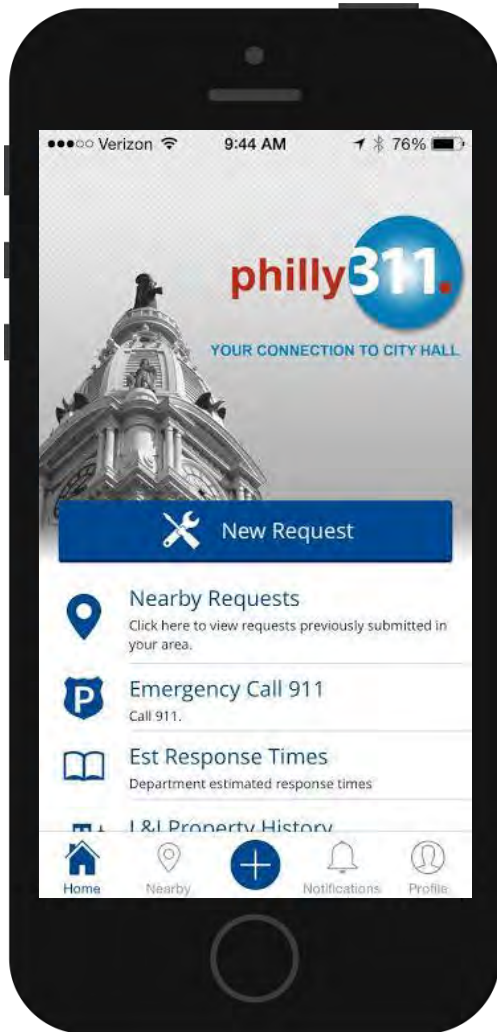 Verizon 9:44 AM 76%
philly311.
YOUR CONNECTION TO CITY HALL
New Request
Nearby Requests
Click here to view requests previously submitted in
your area.
P
Emergency Call 911
Call 911.
Est Response Times
Department estimated response times
L&I Property History
Home Nearby Notifications Profile